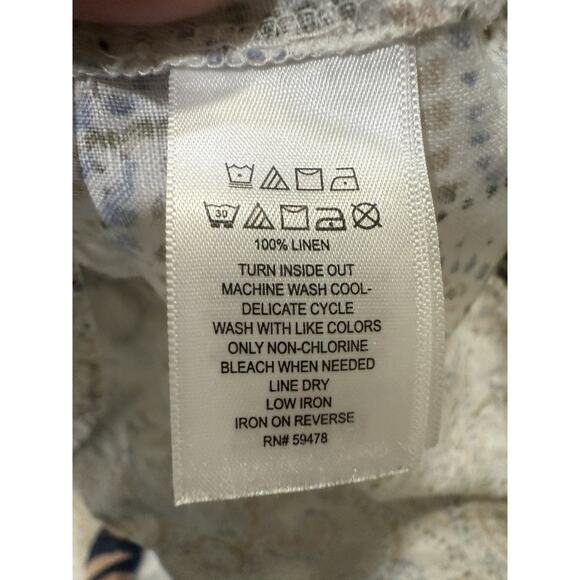 30
100% LINEN
TURN INSIDE OUT
MACHINE WASH COOL-
DELICATE CYCLE
WASH WITH LIKE COLORS
ONLY NON-CHLORINE
BLEACH WHEN NEEDED
LINE DRY
LOW IRON
IRON ON REVERSE
RN# 59478